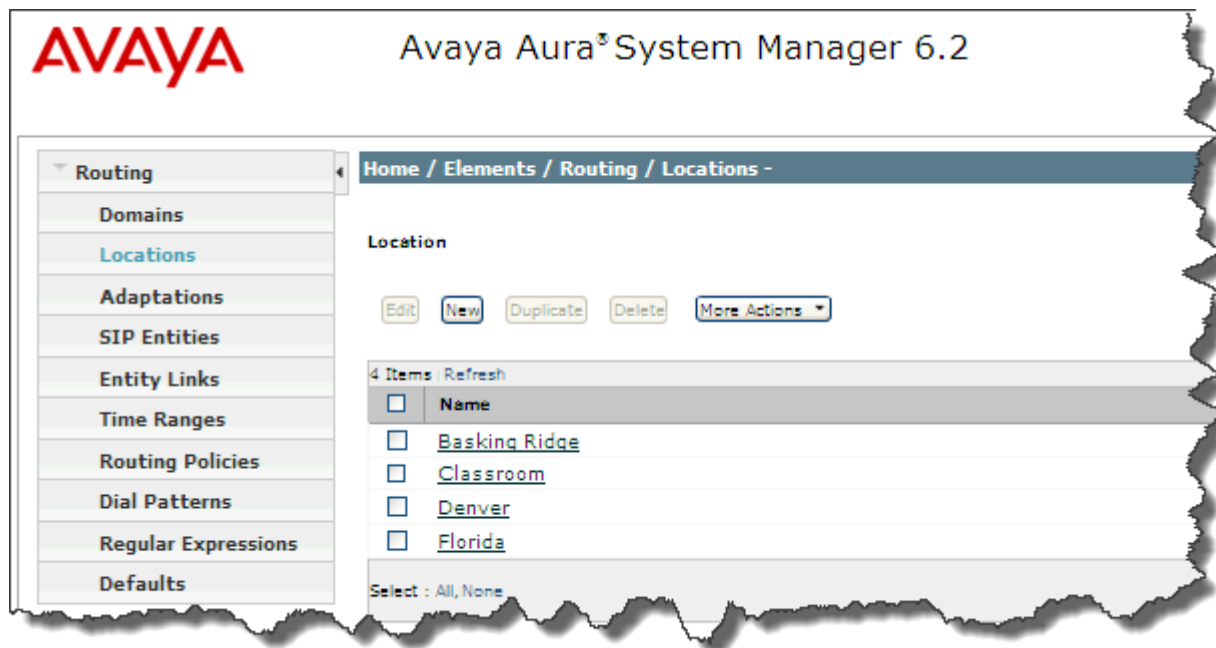 AVAYA
Avaya Aura® System Manager 6.2
Routing
Domains
Locations
Adaptations
SIP Entities
Entity Links
Time Ranges
Routing Policies
Dial Patterns
Regular Expressions
Defaults
Home / Elements / Routing / Locations -
Location
Edit New Duplicate Delete More Actions
4 Items | Refresh
Name
Basking Ridge
Classroom
Denver
Florida
Select : All, None